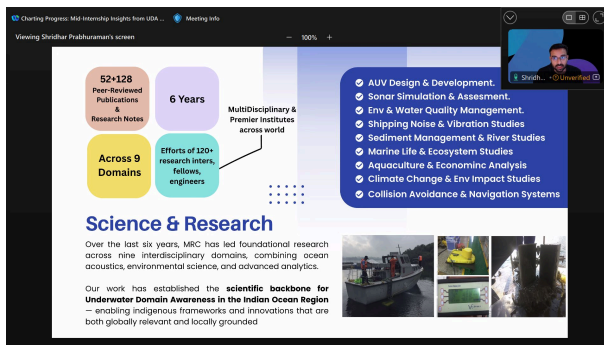 Charting Progress: Mid-Internship Insights from UDA ...
Meeting Info
Viewing Shridhar Prabhuraman's screen
100%
Shridh...
Unverified
52+128
Peer-Reviewed
Publications
&
Research Notes
6 Years
Across 9
Domains
Efforts of 120+
research inters,
fellows,
engineers
MultiDisciplinary &
Premier Institutes
across world
AUV Design & Development.
Sonar Simulation & Assesment.
Env & Water Quality Management.
Shipping Noise & Vibration Studies
Sediment Management & River Studies
Marine Life & Ecosystem Studies
Aquaculture & Econominc Analysis
Climate Change & Env Impact Studies
Collision Avoidance & Navigation Systems
Science & Research
Over the last six years, MRC has led foundational research
across nine interdisciplinary domains, combining ocean
acoustics, environmental science, and advanced analytics.
Our work has established the scientific backbone for
Underwater Domain Awareness in the Indian Ocean Region
— enabling indigenous frameworks and innovations that are
both globally relevant and locally grounded